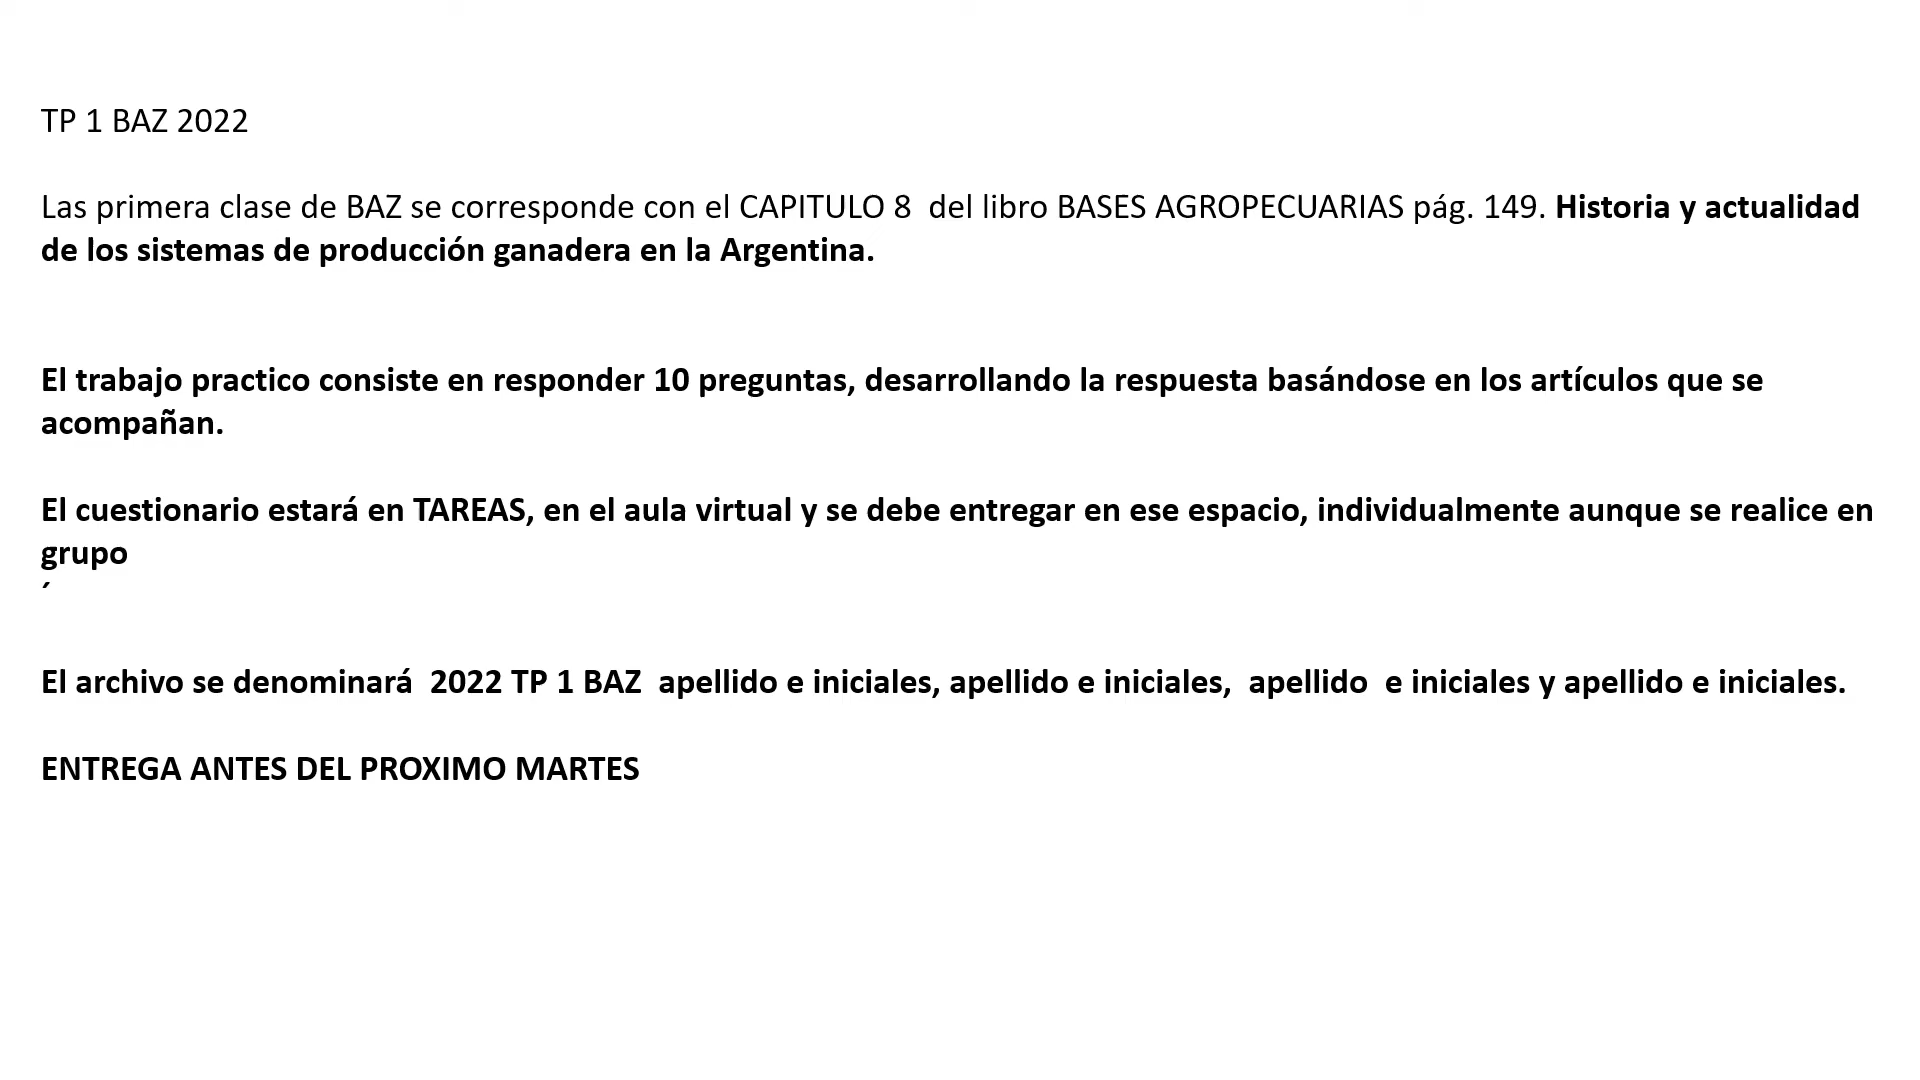 TP 1 BAZ 2022
Las primera clase de BAZ se corresponde con el CAPITULO 8  del libro BASES AGROPECUARIAS pág. 149. Historia y actualidad
de los sistemas de producción ganadera en la Argentina.
El trabajo practico consiste en responder 10 preguntas, desarrollando la respuesta basándose en los artículos que se
acompañan.
El cuestionario estará en TAREAS, en el aula virtual y se debe entregar en ese espacio, individualmente aunque se realice en
grupo
´
El archivo se denominará  2022 TP 1 BAZ  apellido e iniciales, apellido e iniciales,  apellido  e iniciales y apellido e iniciales.
ENTREGA ANTES DEL PROXIMO MARTES